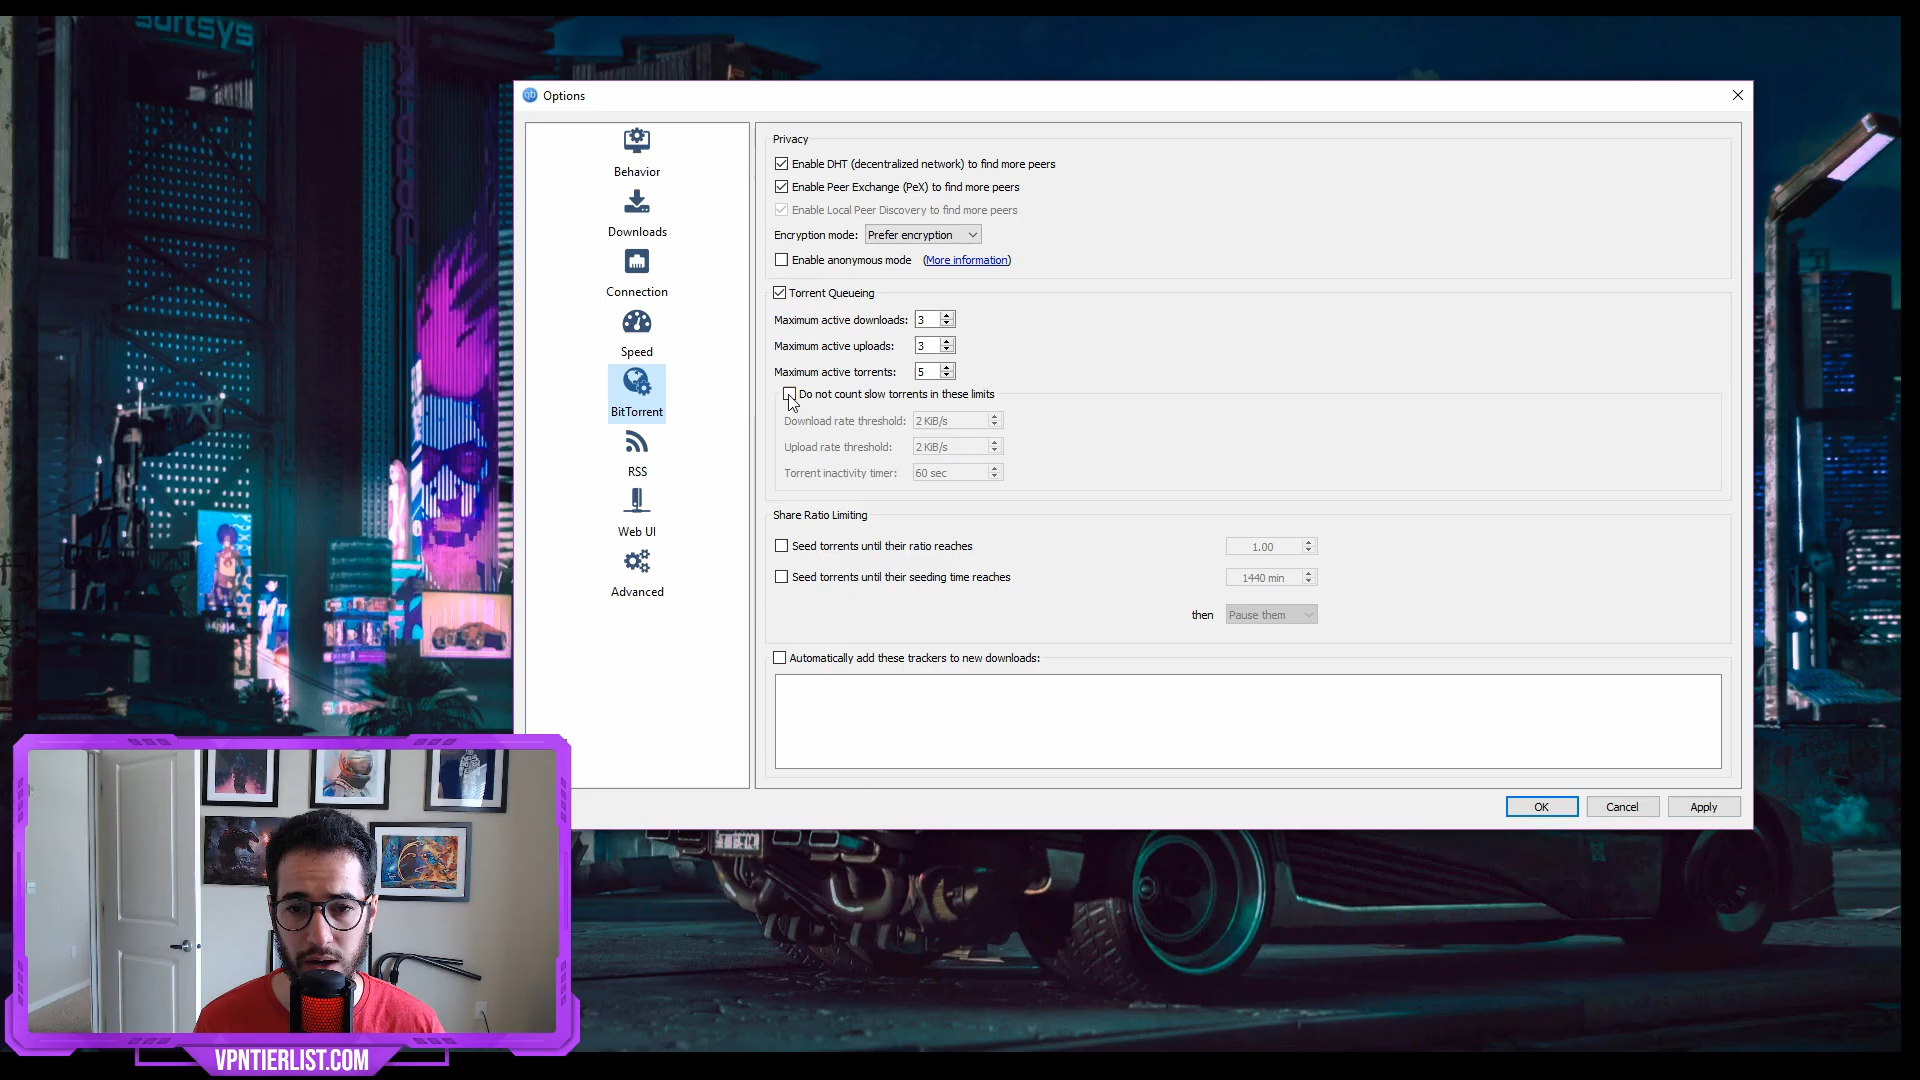 surtsys
qb Options
Behavior
Downloads
Connection
Speed
BitTorrent
RSS
Web UI
Advanced
Privacy
Enable DHT (decentralized network) to find more peers
Enable Peer Exchange (PeX) to find more peers
Enable Local Peer Discovery to find more peers
Encryption mode: Prefer encryption
Enable anonymous mode (More information)
Torrent Queueing
Maximum active downloads: 3
Maximum active uploads: 3
Maximum active torrents: 5
Do not count slow torrents in these limits
Download rate threshold: 2 KiB/s
Upload rate threshold: 2 KiB/s
Torrent inactivity timer: 60 sec
Share Ratio Limiting
Seed torrents until their ratio reaches 1.00
Seed torrents until their seeding time reaches 1440 min
then Pause them
Automatically add these trackers to new downloads:
OK Cancel Apply
VPNTIERLIST.COM